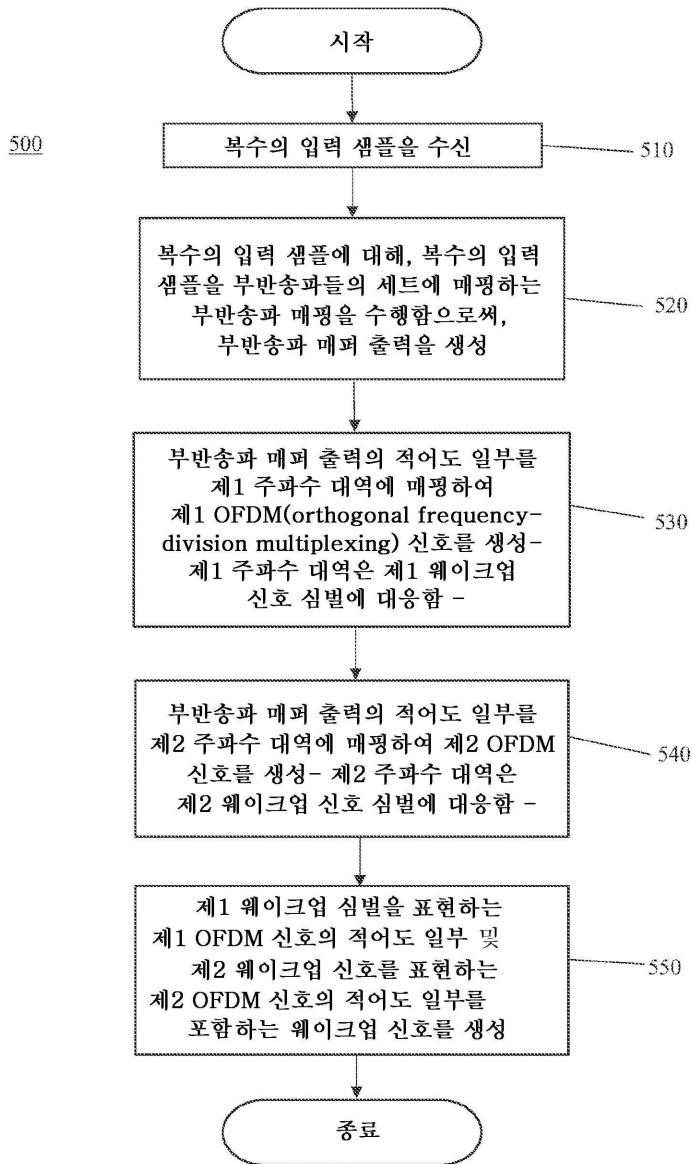 시작
500
복수의 입력 샘플을 수신
510
복수의 입력 샘플에 대해, 복수의 입력
샘플을 부반송파들의 세트에 매핑하는
부반송파 매핑을 수행함으로써,
부반송파 매퍼 출력을 생성
520
부반송파 매퍼 출력의 적어도 일부를
제1 주파수 대역에 매핑하여
제1 OFDM(orthogonal frequency-
division multiplexing) 신호를 생성-
제1 주파수 대역은 제1 웨이크업
신호 심벌에 대응함 -
530
부반송파 매퍼 출력의 적어도 일부를
제2 주파수 대역에 매핑하여 제2 OFDM
신호를 생성- 제2 주파수 대역은
제2 웨이크업 신호 심벌에 대응함 -
540
제1 웨이크업 심벌을 표현하는
제1 OFDM 신호의 적어도 일부 및
제2 웨이크업 신호를 표현하는
제2 OFDM 신호의 적어도 일부를
포함하는 웨이크업 신호를 생성
550
종료